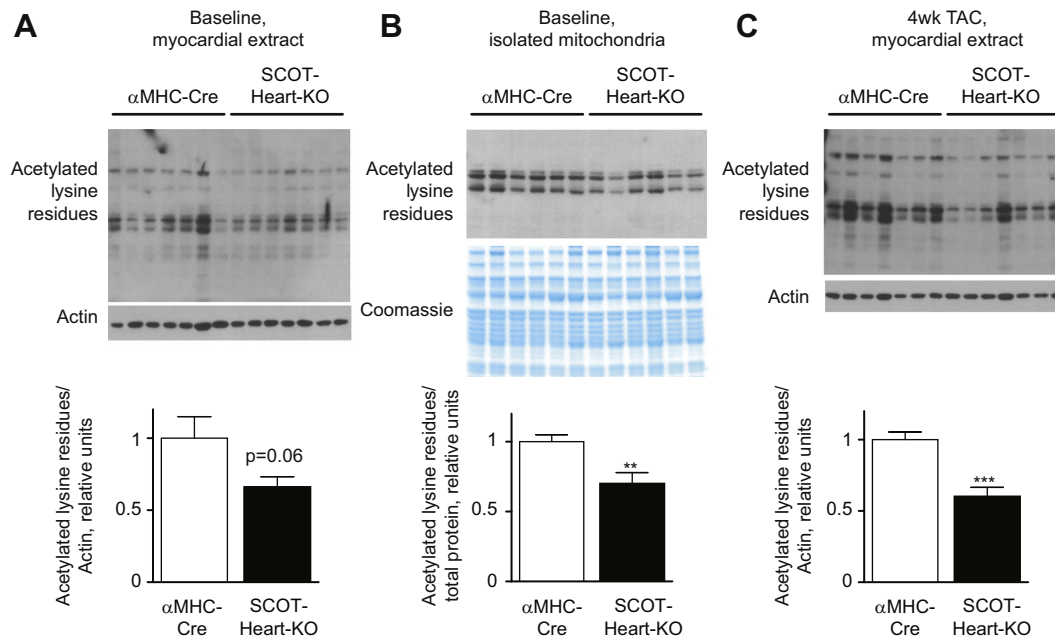 A
Baseline,
myocardial extract
αMHC-Cre
SCOT-
Heart-KO
Acetylated
lysine
residues
Actin
Acetylated lysine residues/
Actin, relative units
1
0.5
0
p=0.06
αMHC-
Cre
SCOT-
Heart-KO
B
Baseline,
isolated mitochondria
αMHC-Cre
SCOT-
Heart-KO
Acetylated
lysine
residues
Coomassie
Acetylated lysine residues/
total protein, relative units
1
0.5
0
**
αMHC-
Cre
SCOT-
Heart-KO
C
4wk TAC,
myocardial extract
αMHC-Cre
SCOT-
Heart-KO
Acetylated
lysine
residues
Actin
Acetylated lysine residues/
Actin, relative units
1
0.5
0
***
αMHC-
Cre
SCOT-
Heart-KO